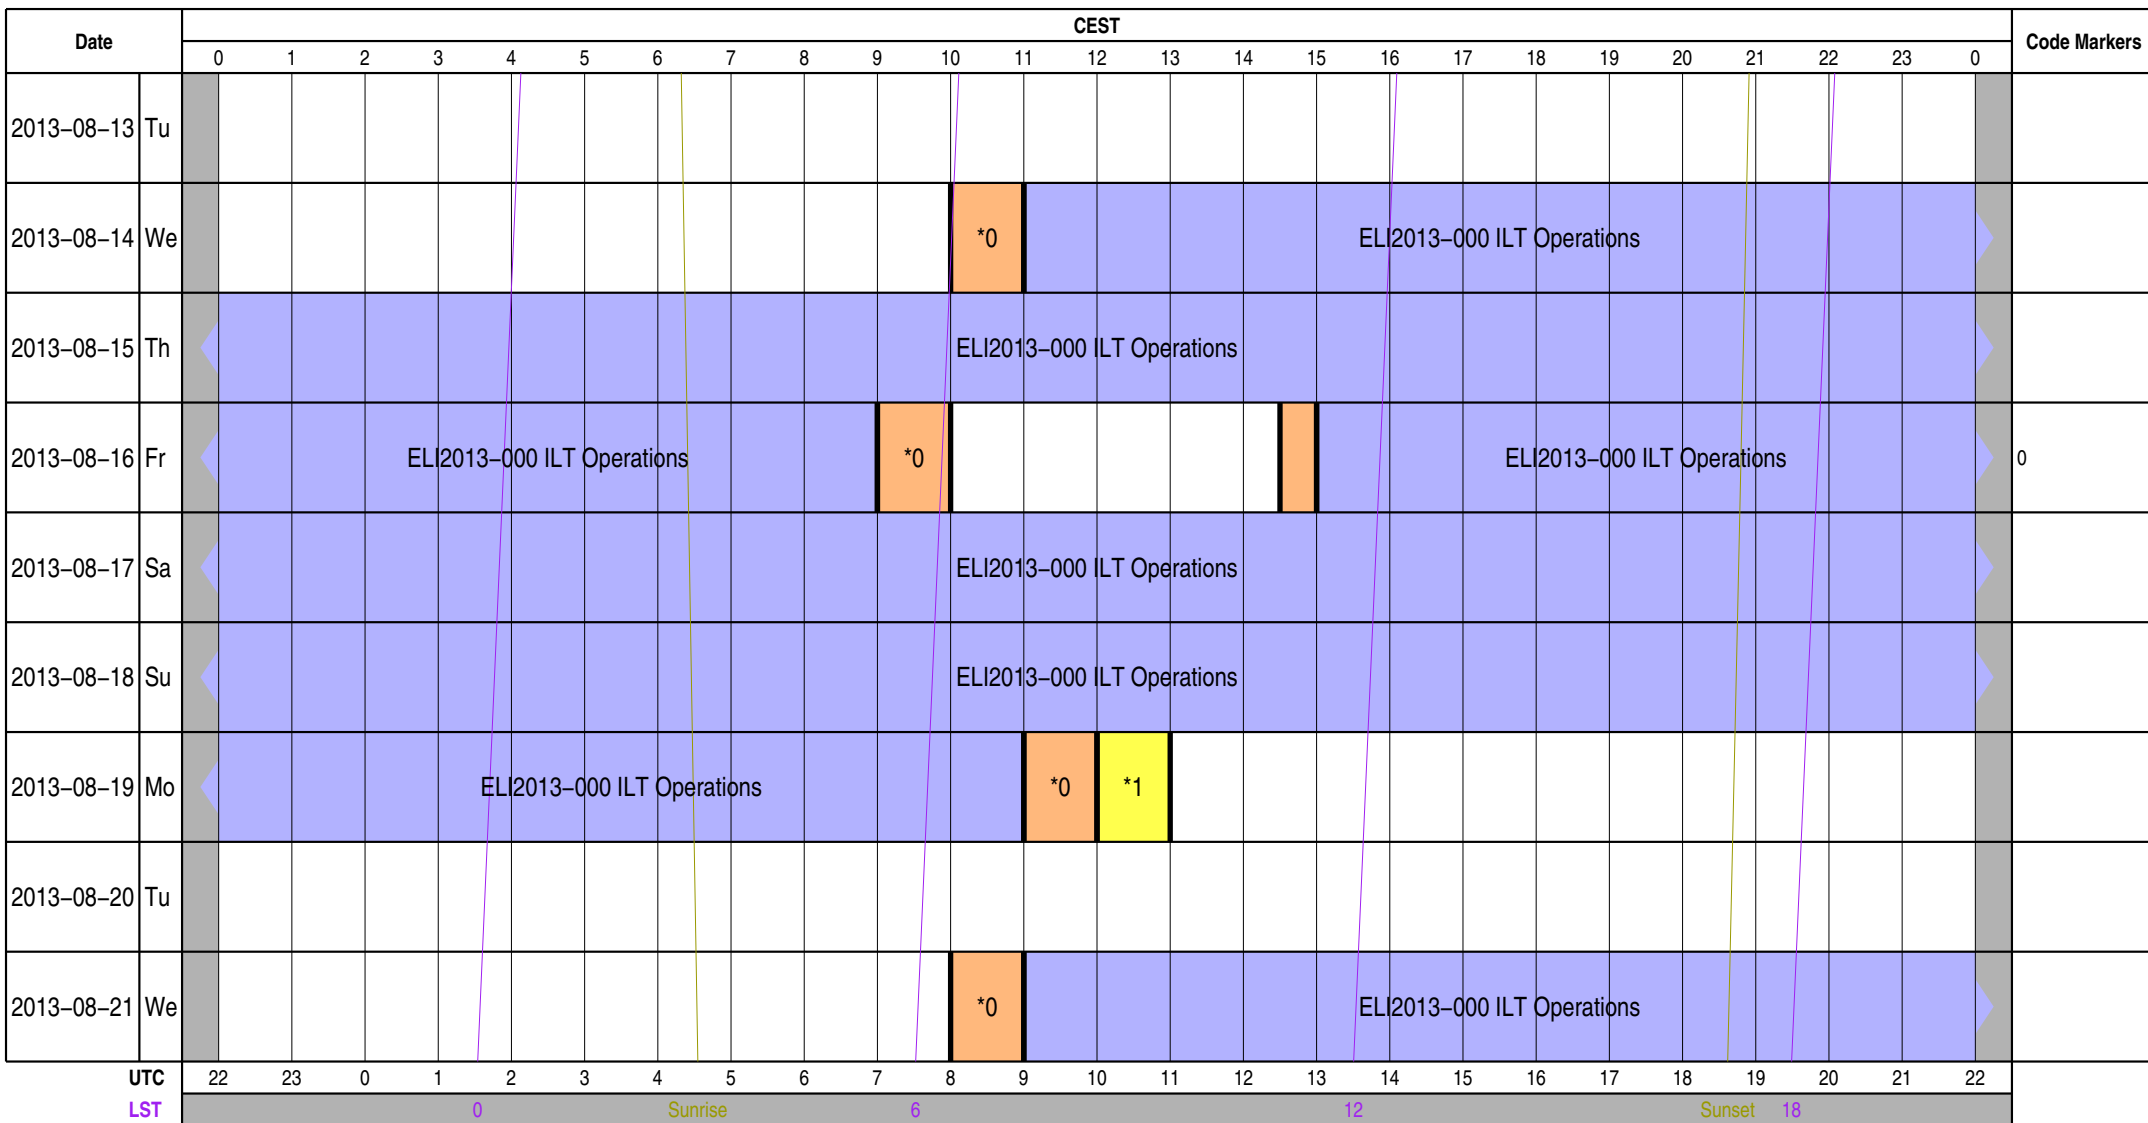 Date CEST Code Markers
0 1 2 3 4 5 6 7 8 9 10 11 12 13 14 15 16 17 18 19 20 21 22 23 0
2013−08−13 Tu
2013−08−14 We *0 ELI2013−000 ILT Operations
2013−08−15 Th ELI2013−000 ILT Operations
2013−08−16 Fr ELI2013−000 ILT Operations *0 ELI2013−000 ILT Operations 0
2013−08−17 Sa ELI2013−000 ILT Operations
2013−08−18 Su ELI2013−000 ILT Operations
2013−08−19 Mo ELI2013−000 ILT Operations *0 *1
2013−08−20 Tu
2013−08−21 We *0 ELI2013−000 ILT Operations
UTC 22 23 0 1 2 3 4 5 6 7 8 9 10 11 12 13 14 15 16 17 18 19 20 21 22
LST 0 Sunrise 6 12 Sunset 18